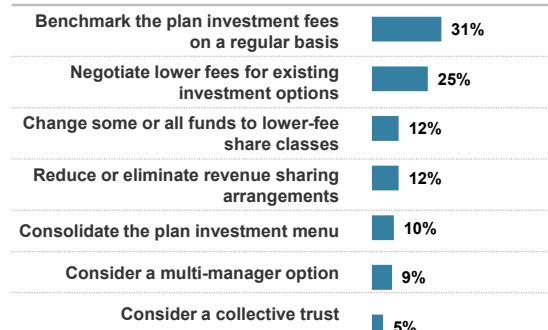 Benchmark the plan investment fees
on a regular basis
31%
Negotiate lower fees for existing
investment options
25%
Change some or all funds to lower-fee
share classes
12%
Reduce or eliminate revenue sharing
arrangements
12%
Consolidate the plan investment menu
10%
Consider a multi-manager option
9%
Consider a collective trust
5%